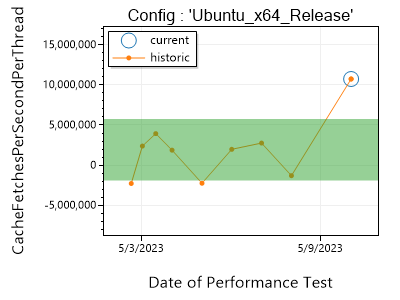 Config : 'Ubuntu_x64_Release'
CacheFetchesPerSecondPerThread
current
historic
15,000,000
10,000,000
5,000,000
0
-5,000,000
5/3/2023
5/9/2023
Date of Performance Test